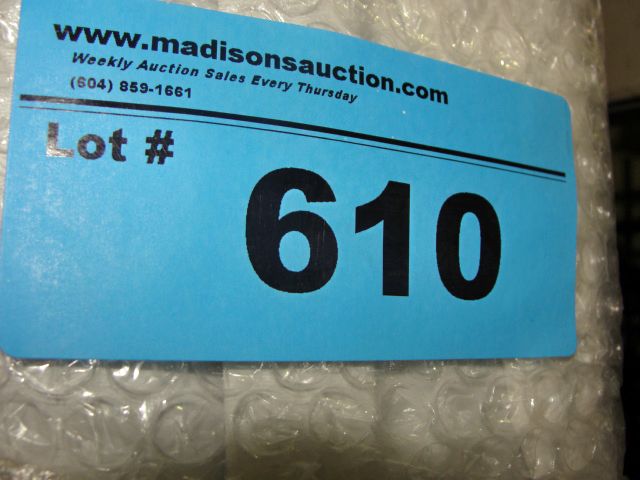 www.madisonsauction.com
Weekly Auction Sales Every Thursday
(604) 859-1661
Lot # 610